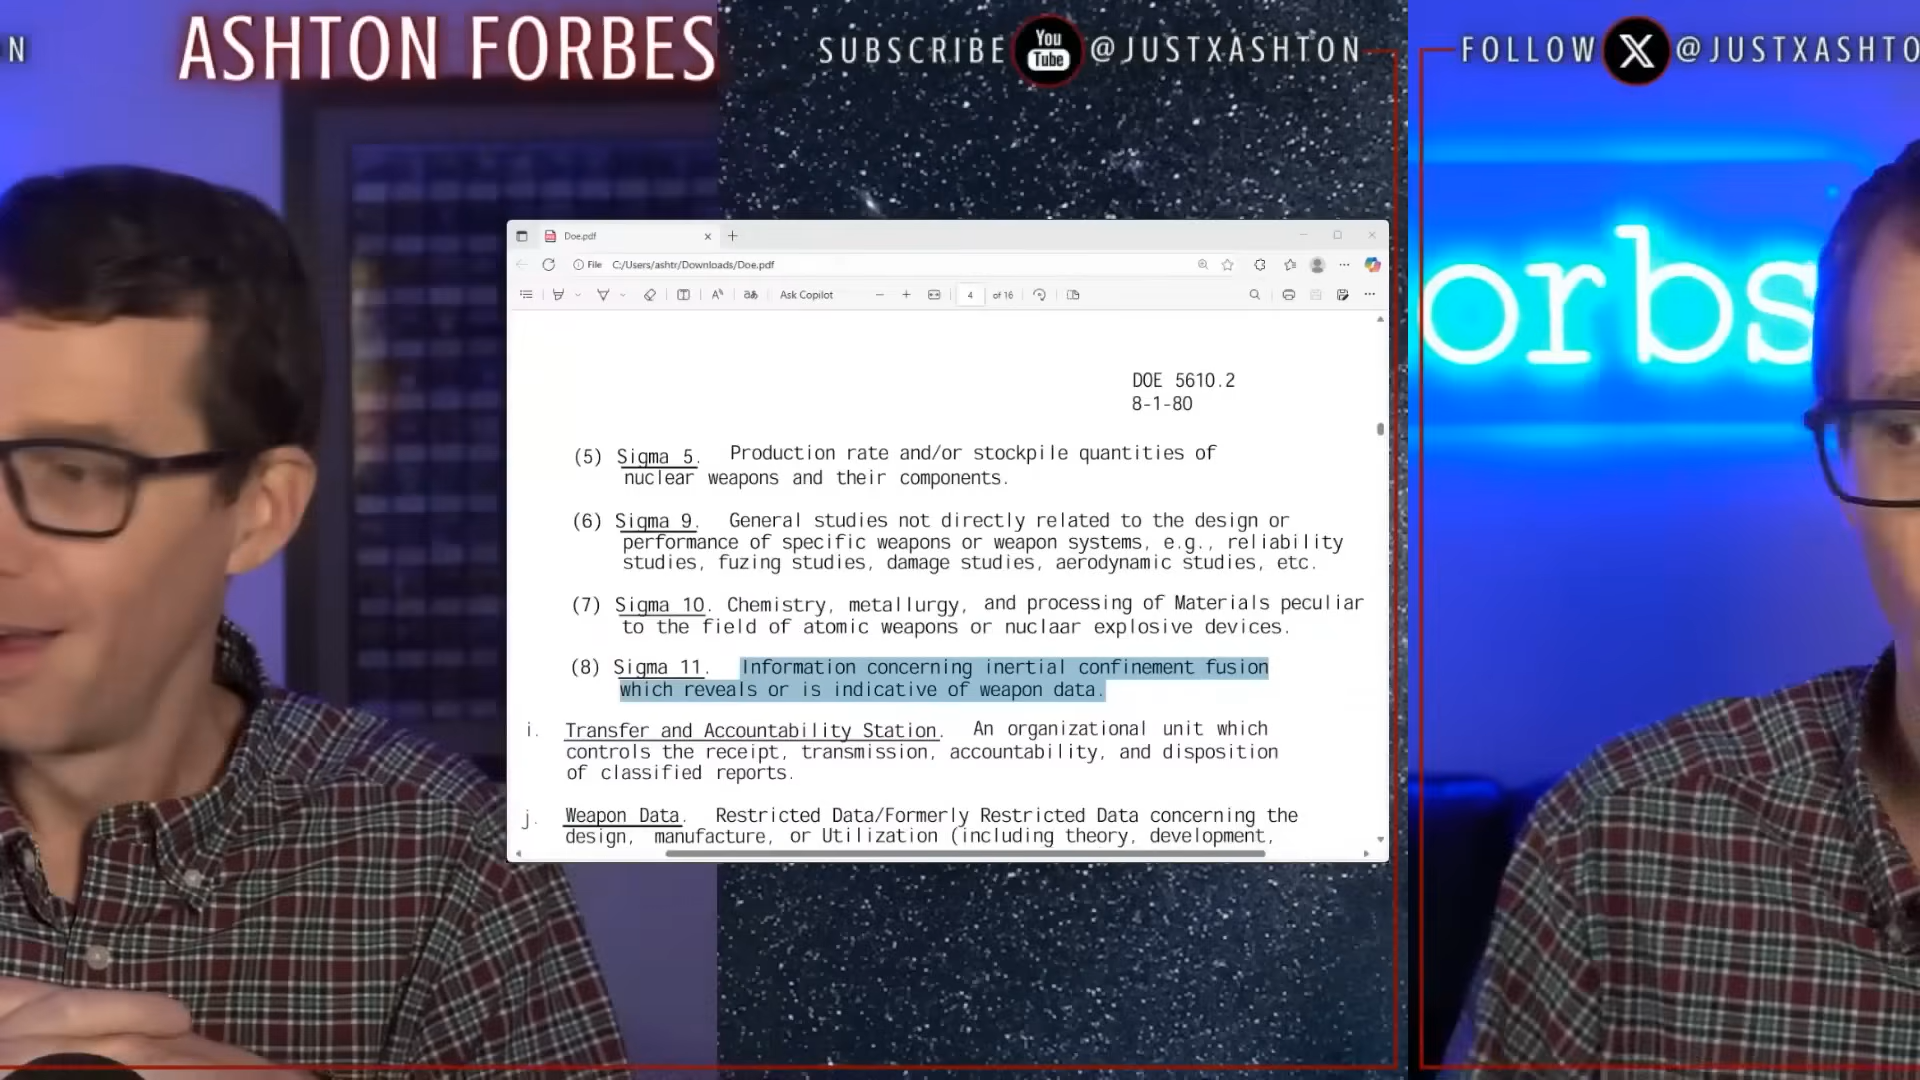 N
ASHTON FORBES
SUBSCRIBE You Tube @JUSTXASHTON
FOLLOW X @JUSTXASHTO
orbs
Doe.pdf
File C:/Users/ashtr/Downloads/Doe.pdf
Ask Copilot
4 of 16
DOE 5610.2
8-1-80
(5) Sigma 5. Production rate and/or stockpile quantities of
nuclear weapons and their components.
(6) Sigma 9. General studies not directly related to the design or
performance of specific weapons or weapon systems, e.g., reliability
studies, fuzing studies, damage studies, aerodynamic studies, etc.
(7) Sigma 10. Chemistry, metallurgy, and processing of Materials peculiar
to the field of atomic weapons or nuclaar explosive devices.
(8) Sigma 11. Information concerning inertial confinement fusion
which reveals or is indicative of weapon data.
i. Transfer and Accountability Station. An organizational unit which
controls the receipt, transmission, accountability, and disposition
of classified reports.
j. Weapon Data. Restricted Data/Formerly Restricted Data concerning the
design, manufacture, or Utilization (including theory, development,